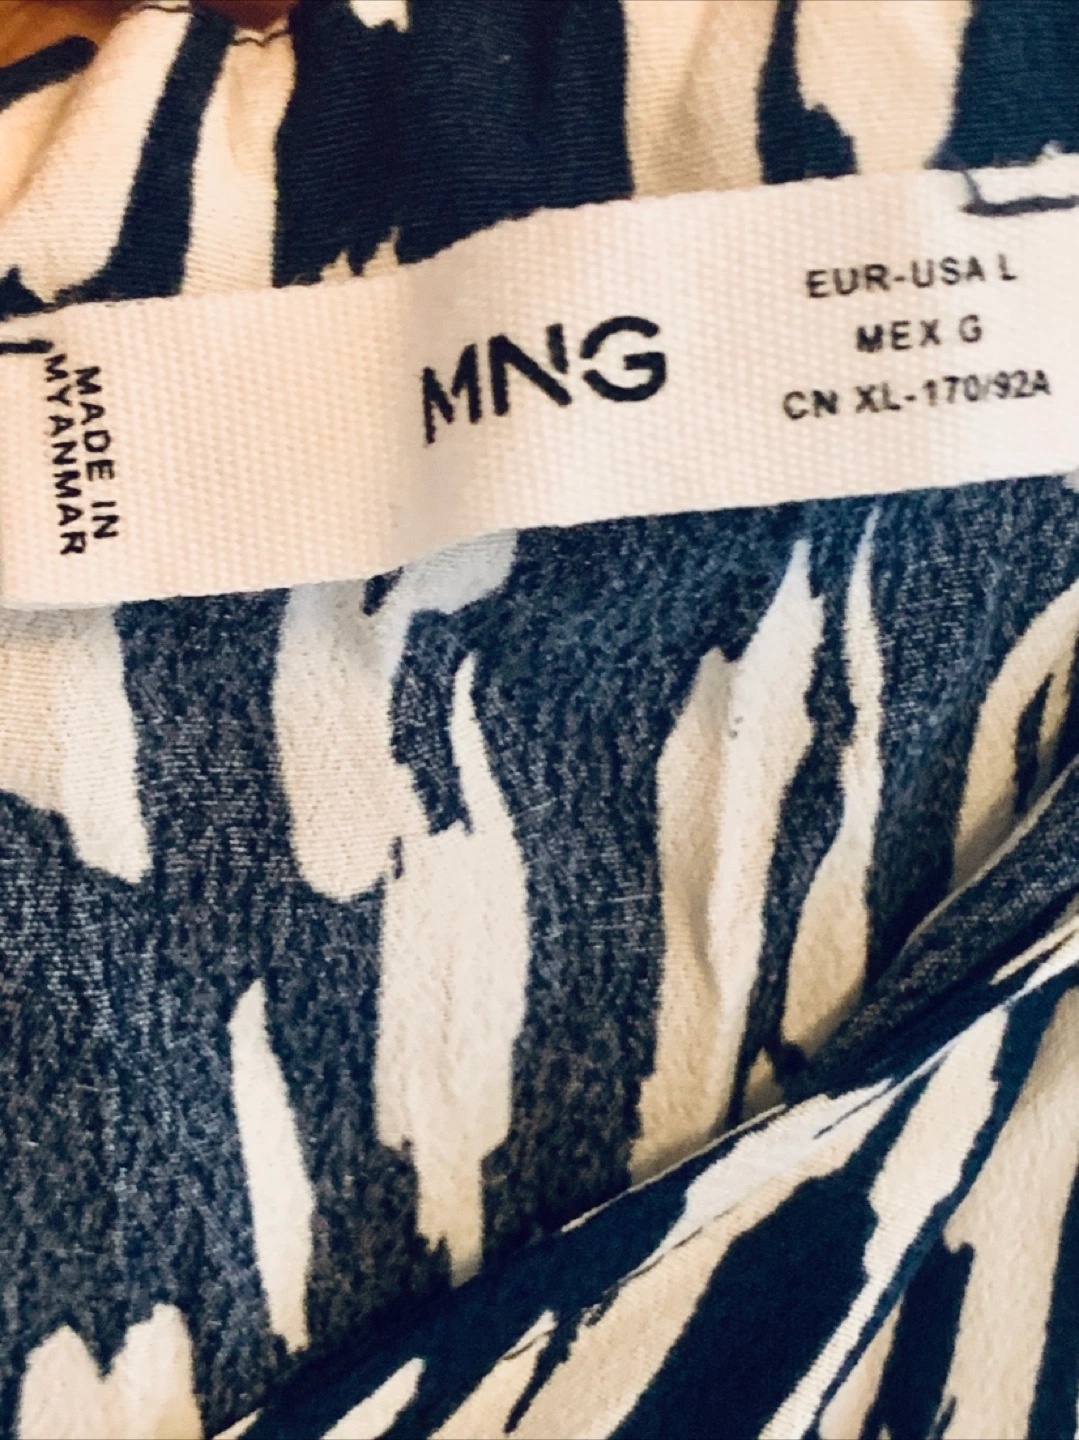 MADE IN
MYANMAR
MNG
EUR-USA L
MEX G
CN XL-170/92A